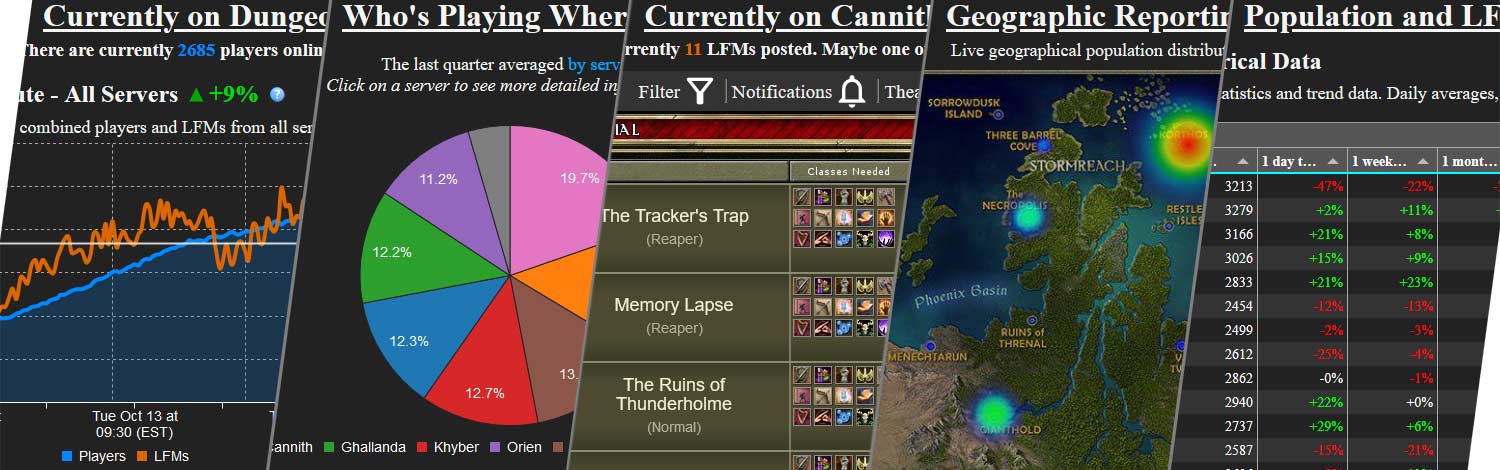 Currently on Dungeo
There are currently 2685 players onlin
ute - All Servers +9% ?
combined players and LFMs from all ser
Tue Oct 13 at
09:30 (EST)
Players LFMs
Who's Playing Wher
The last quarter averaged by serv
Click on a server to see more detailed in
19.7%
11.2%
12.2%
12.3%
12.7%
13.
annith Ghallanda Khyber Orien
Currently on Cannith
rrently 11 LFMs posted. Maybe one o
Filter Notifications Thea
IAL
Classes Needed
The Tracker's Trap
(Reaper)
Memory Lapse
(Reaper)
The Ruins of
Thunderholme
(Normal)
Geographic Reportin
Live geographical population distribut
SORROWDUSK
ISLAND
THREE BARREL
COVE
KORTHOS
STORMREACH
The
NECROPOLIS
RESTLE
ISLES
Phoenix Basin
RUINS of
THRENAL
MENECHTARUN
GIANTHOLD
Population and LF
rical Data
atistics and trend data. Daily averages,
1 day t... 1 week... 1 mont...
3213 -47% -22%
3279 +2% +11%
3166 +21% +8%
3026 +15% +9%
2833 +21% +23%
2454 -12% -13%
2499 -2% -3%
2612 -25% -4%
2862 -0% -1%
2940 +22% +0%
2737 +29% +6%
2587 -15% -21%